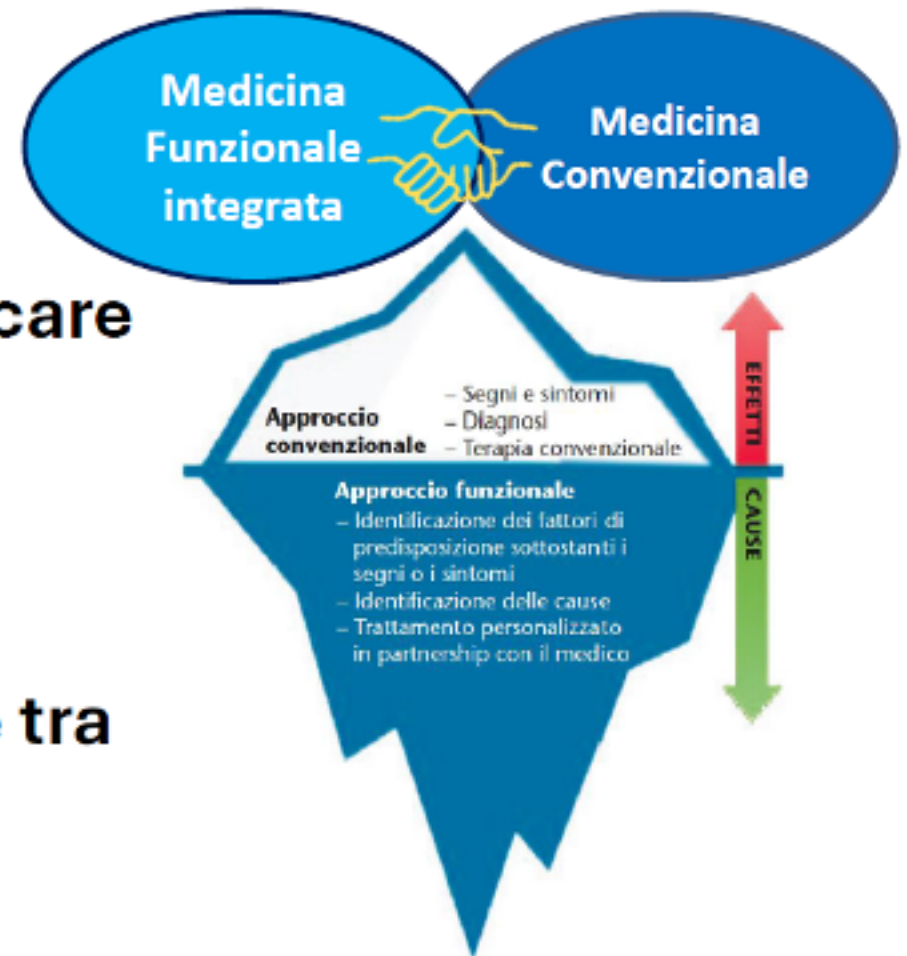 Medicina
Funzionale
integrata
Medicina
Convenzionale
care
Approccio
convenzionale
– Segni e sintomi
– Diagnosi
– Terapia convenzionale
EFFETTI
Approccio funzionale
– Identificazione dei fattori di
predisposizione sottostanti i
segni o i sintomi
– Identificazione delle cause
– Trattamento personalizzato
in partnership con il medico
CAUSE
tra